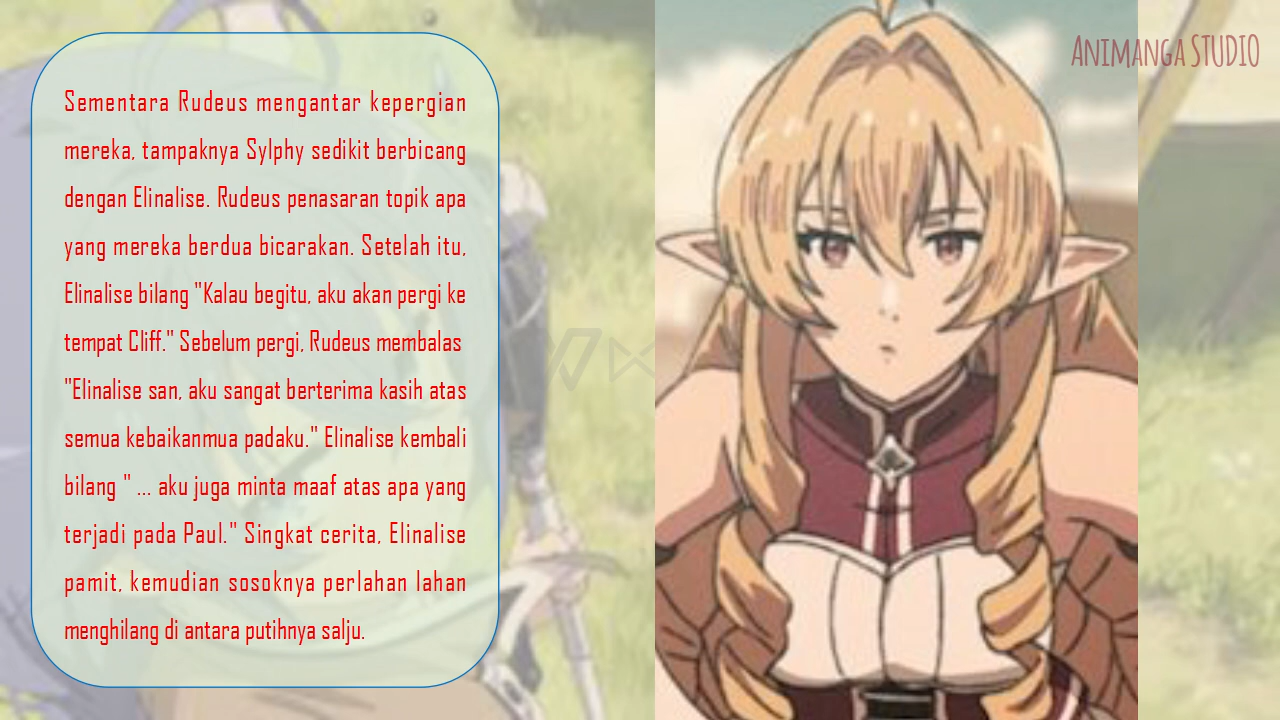 Sementara Rudeus mengantar kepergian
mereka, tampaknya Sylphy sedikit berbicang
dengan Elinalise. Rudeus penasaran topik apa
yang mereka berdua bicarakan. Setelah itu,
Elinalise bilang "Kalau begitu, aku akan pergi ke
tempat Cliff." Sebelum pergi, Rudeus membalas
"Elinalise san, aku sangat berterima kasih atas
semua kebaikanmua padaku." Elinalise kembali
bilang " ... aku juga minta maaf atas apa yang
terjadi pada Paul." Singkat cerita, Elinalise
pamit, kemudian sosoknya perlahan lahan
menghilang di antara putihnya salju.
ANIMANGA STUDIO